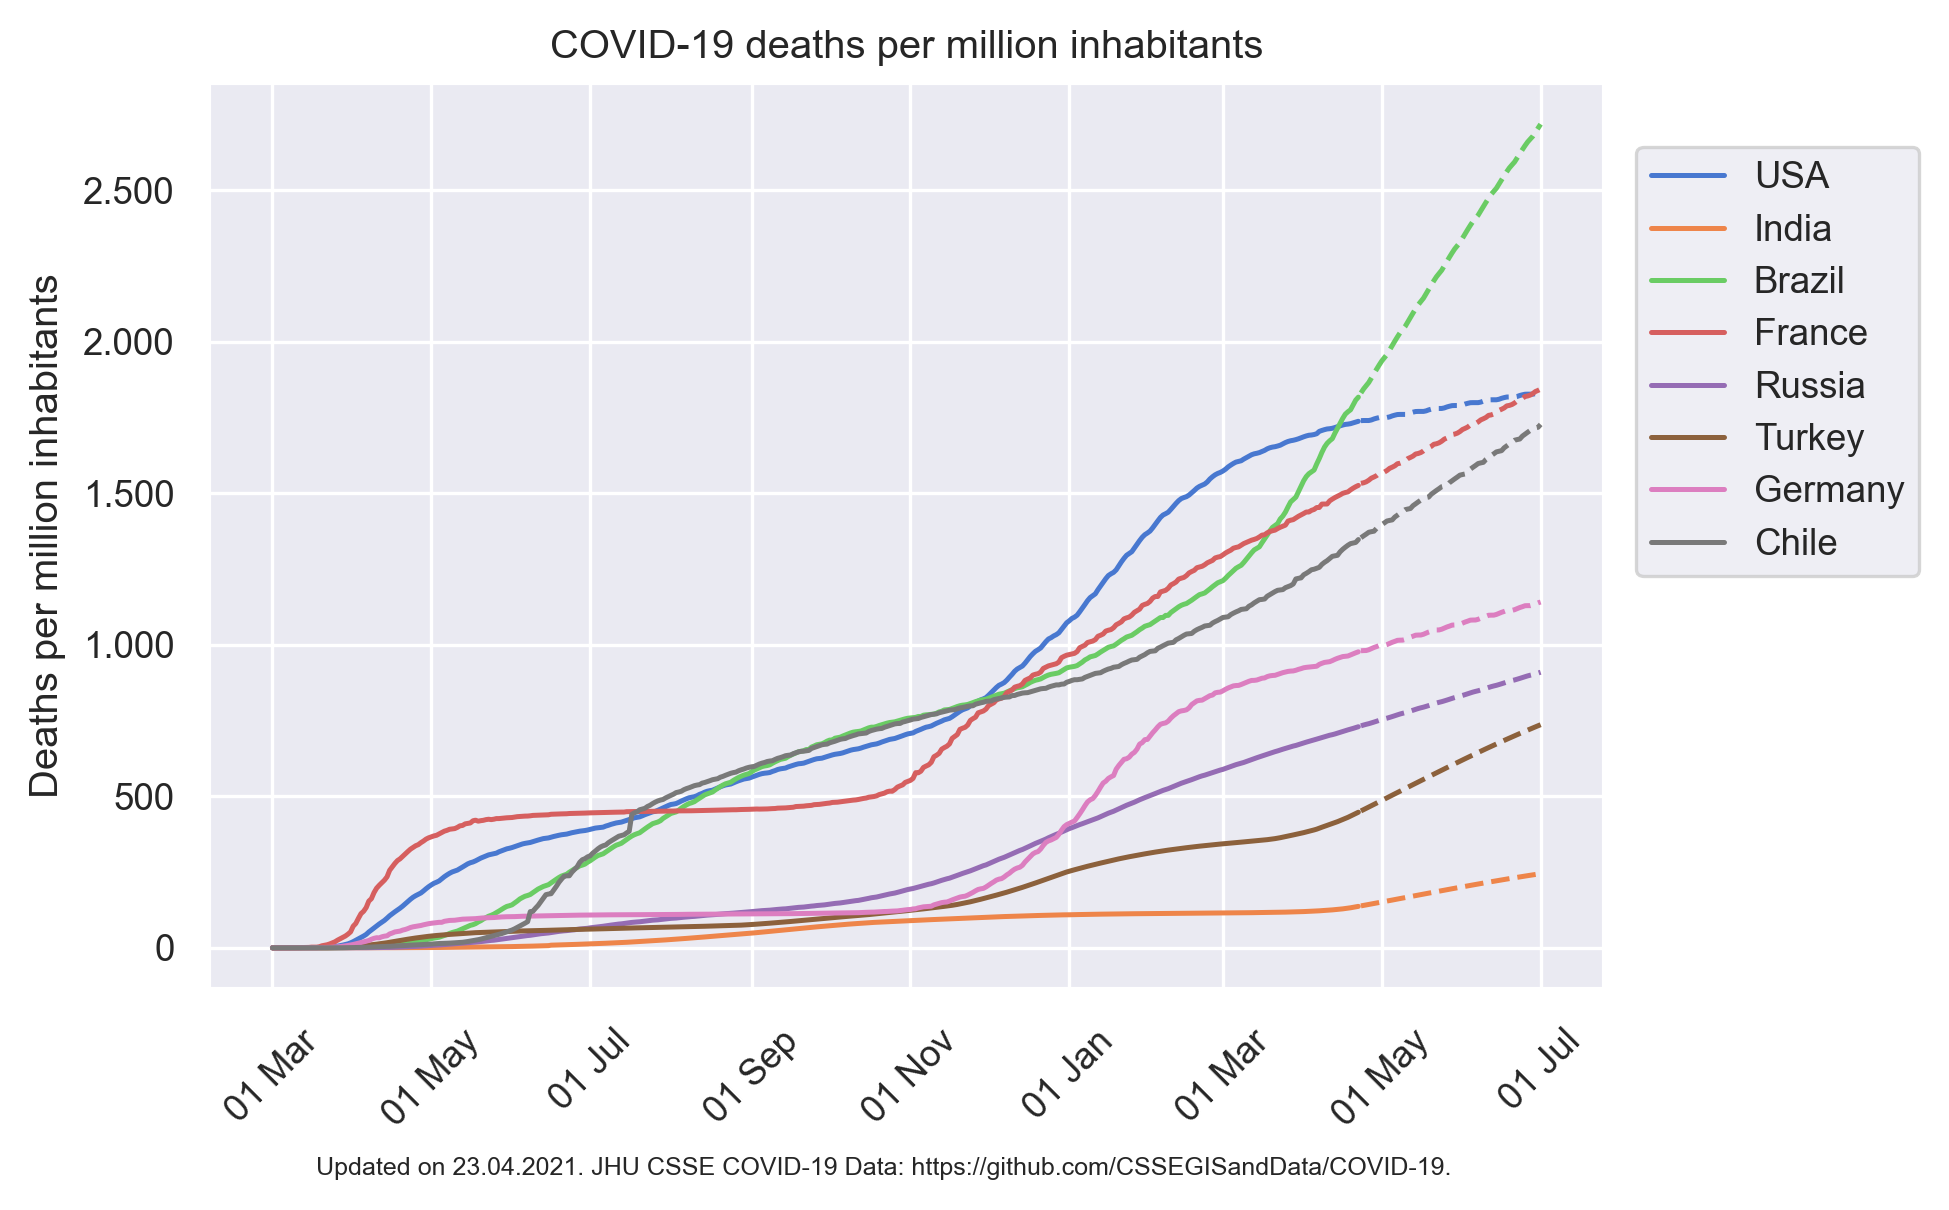 COVID-19 deaths per million inhabitants
Deaths per million inhabitants
2.500
2.000
1.500
1.000
500
0
01 Mar
01 May
01 Jul
01 Sep
01 Nov
01 Jan
01 Mar
01 May
01 Jul
USA
India
Brazil
France
Russia
Turkey
Germany
Chile
Updated on 23.04.2021. JHU CSSE COVID-19 Data: https://github.com/CSSEGISandData/COVID-19.